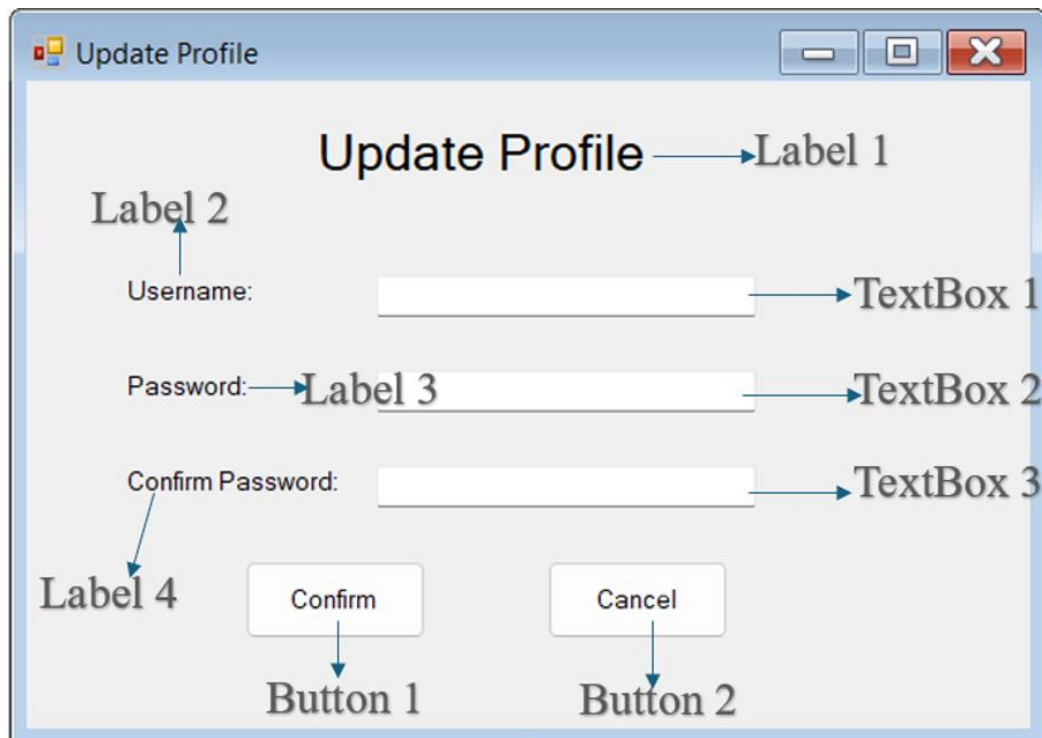 Update Profile
Update Profile Label 1
Label 2
Username: TextBox 1
Password: Label 3 TextBox 2
Confirm Password: TextBox 3
Label 4 Confirm Cancel
Button 1 Button 2